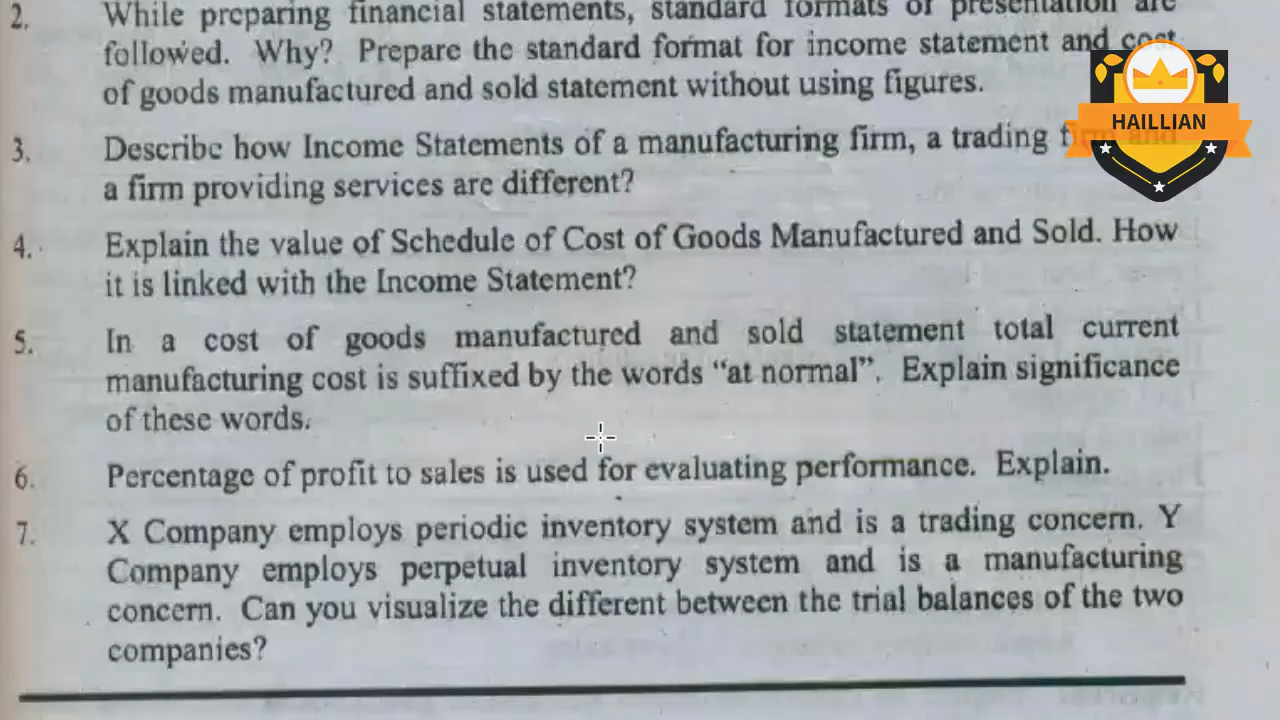 2. While preparing financial statements, standard formats of presentation are
followed. Why? Prepare the standard format for income statement and cost
of goods manufactured and sold statement without using figures.
3. Describe how Income Statements of a manufacturing firm, a trading firm and
a firm providing services are different?
4. Explain the value of Schedule of Cost of Goods Manufactured and Sold. How
it is linked with the Income Statement?
5. In a cost of goods manufactured and sold statement total current
manufacturing cost is suffixed by the words “at normal”. Explain significance
of these words.
6. Percentage of profit to sales is used for evaluating performance. Explain.
7. X Company employs periodic inventory system and is a trading concern. Y
Company employs perpetual inventory system and is a manufacturing
concern. Can you visualize the different between the trial balances of the two
companies?
HAILLIAN